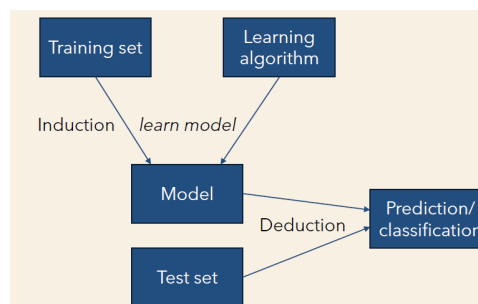 Training set
Learning
algorithm
Induction
learn model
Model
Deduction
Prediction/
classification
Test set